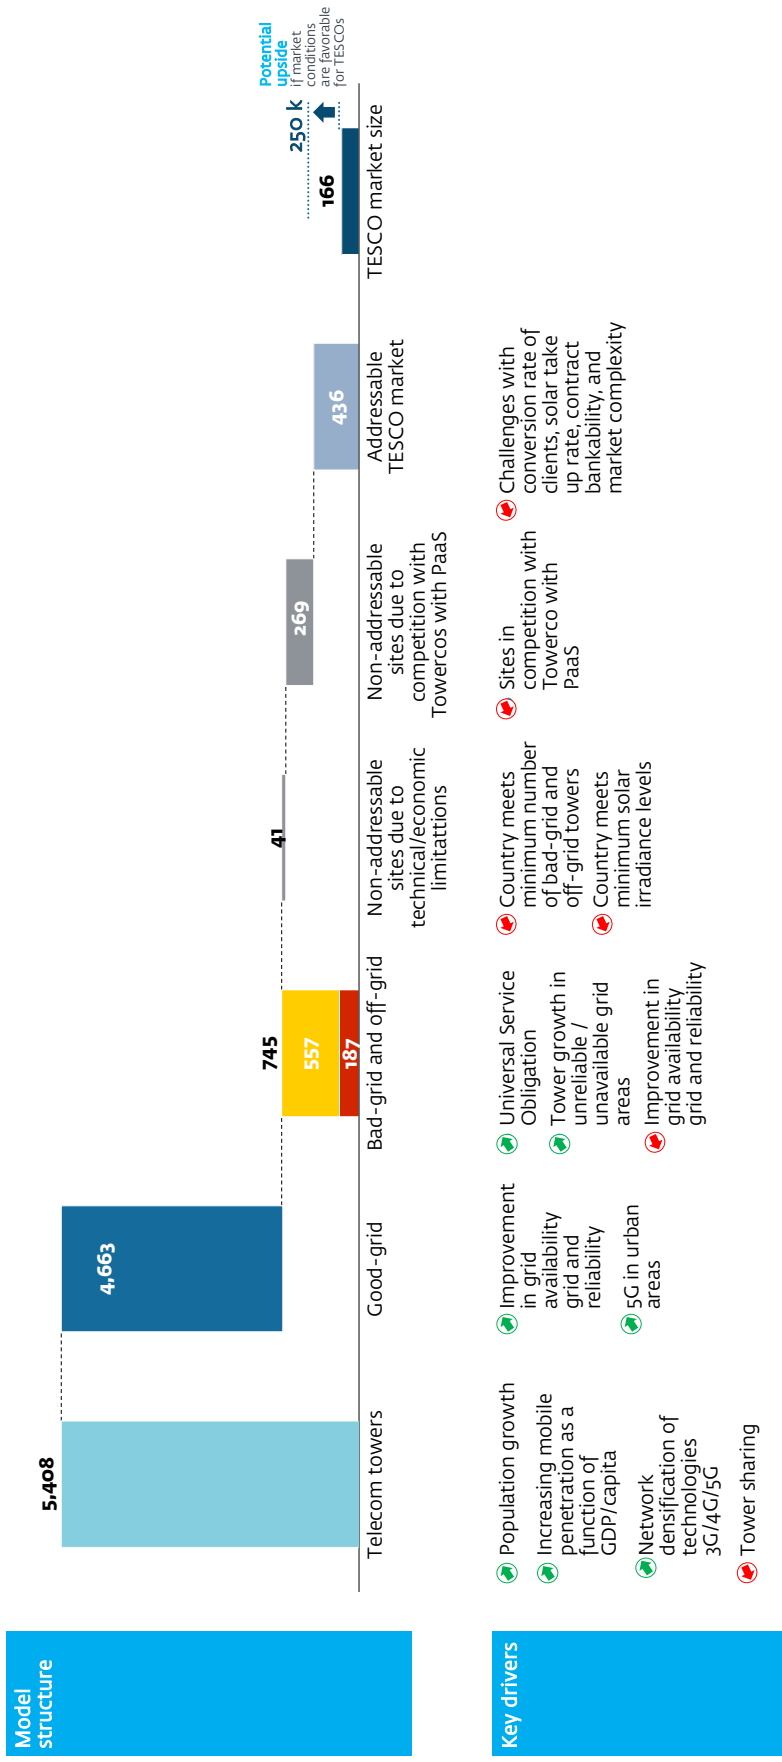 Model
structure
5,408
4,663
745
557
187
41
269
436
166
250 k
Potential
upside
if market
conditions
are favorable
for TESCOs
Telecom towers
Good-grid
Bad-grid and off-grid
Non-addressable
sites due to
technical/economic
limitattions
Non-addressable
sites due to
competition with
Towercos with PaaS
Addressable
TESCO market
TESCO market size
Key drivers
Population growth
Increasing mobile
penetration as a
function of
GDP/capita
Network
densification of
technologies
3G/4G/5G
Tower sharing
Improvement
in grid
availability
grid and
reliability
5G in urban
areas
Universal Service
Obligation
Tower growth in
unreliable /
unavailable grid
areas
Improvement in
grid availability
grid and reliability
Country meets
minimum number
of bad-grid and
off-grid towers
Country meets
minimum solar
irradiance levels
Sites in
competition with
Towerco with
PaaS
Challenges with
conversion rate of
clients, solar take
up rate, contract
bankability, and
market complexity